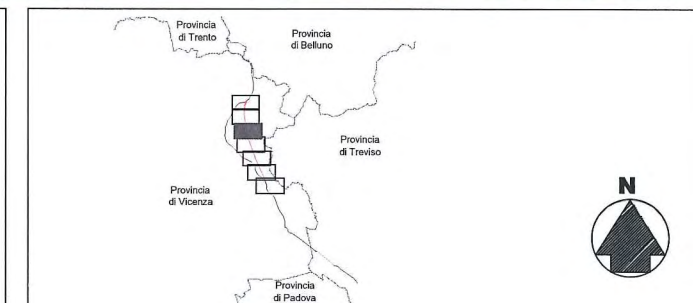 Provincia
di Trento
Provincia
di Belluno
Provincia
di Treviso
Provincia
di Vicenza
N
Provincia
di Padova